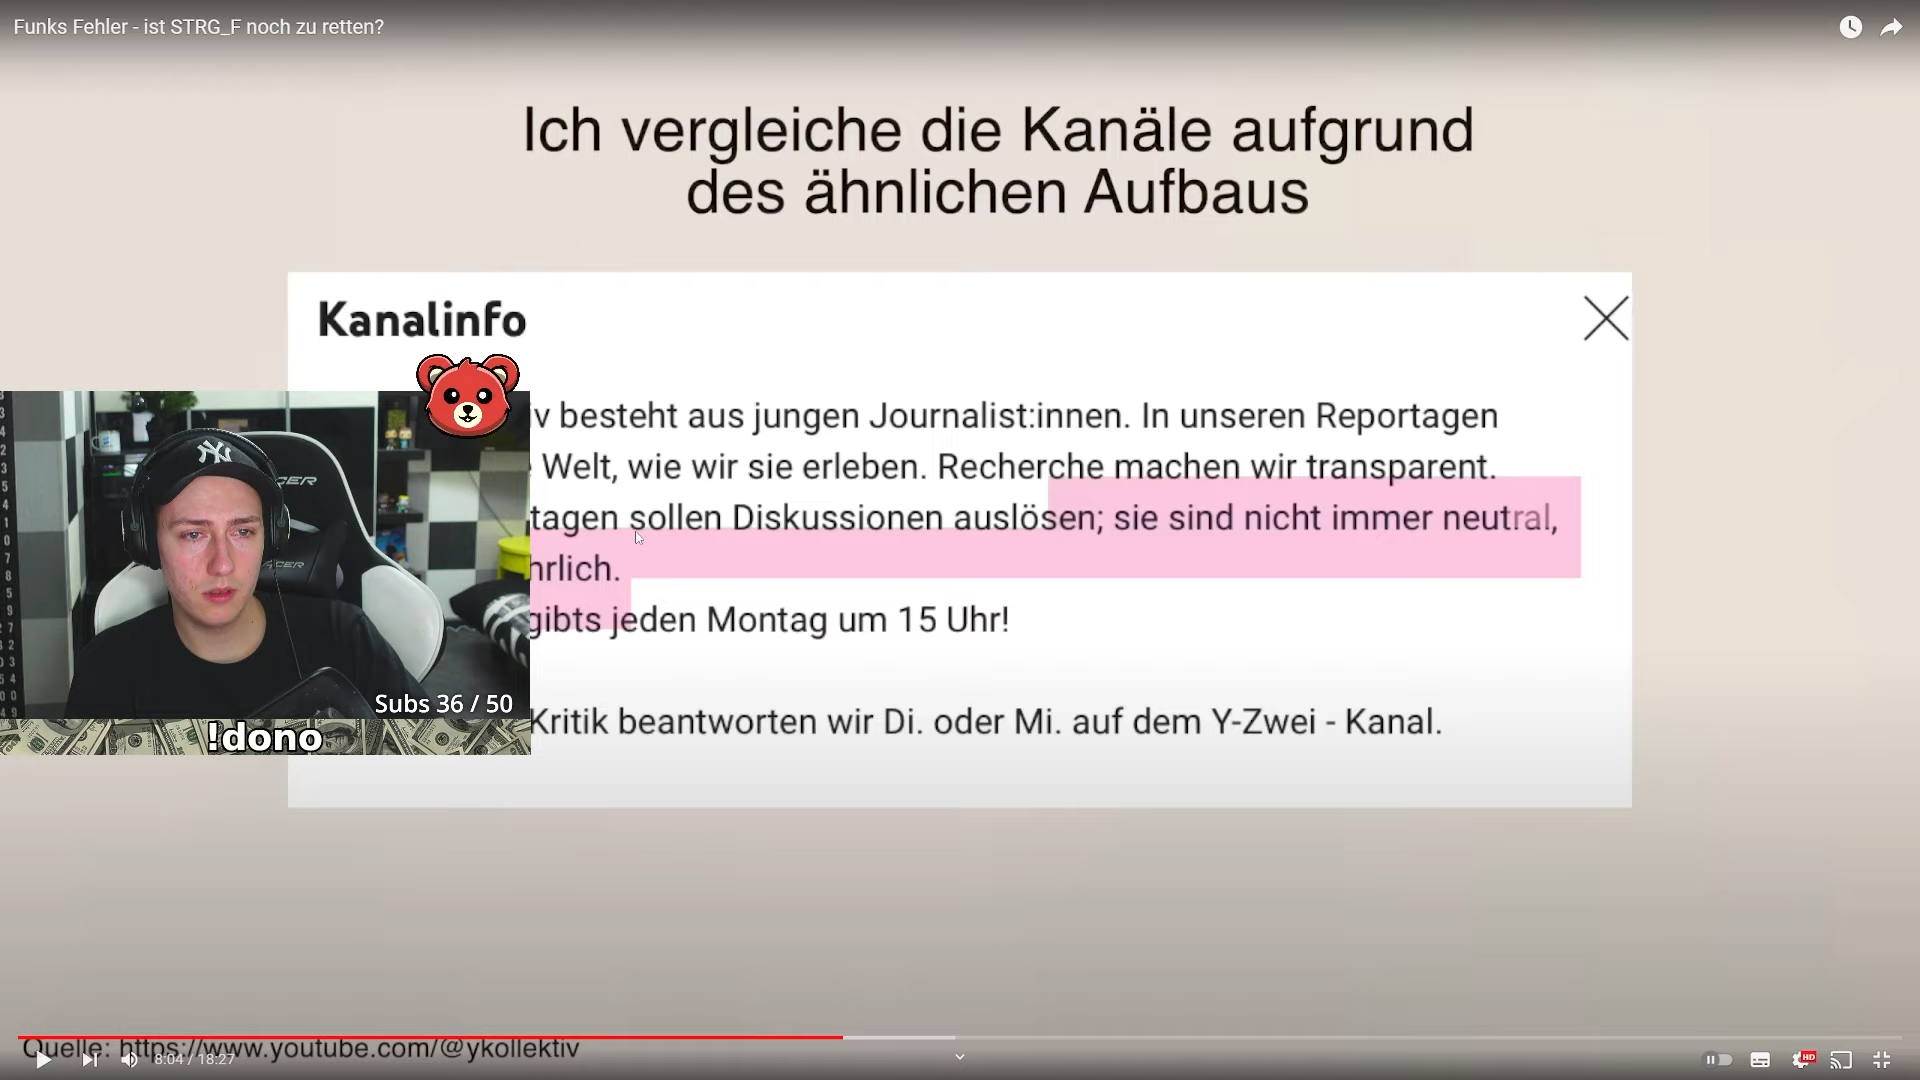 Funks Fehler - ist STRG_F noch zu retten?
Ich vergleiche die Kanäle aufgrund
des ähnlichen Aufbaus
Kanalinfo
besteht aus jungen Journalist:innen. In unseren Reportagen
Welt, wie wir sie erleben. Recherche machen wir transparent.
tagen sollen Diskussionen auslösen; sie sind nicht immer neutral,
hrlich.
gibts jeden Montag um 15 Uhr!
Kritik beantworten wir Di. oder Mi. auf dem Y-Zwei - Kanal.
Subs 36 / 50
!dono
Quelle: https://www.youtube.com/@ykollektiv
8:04 / 18:27
HD